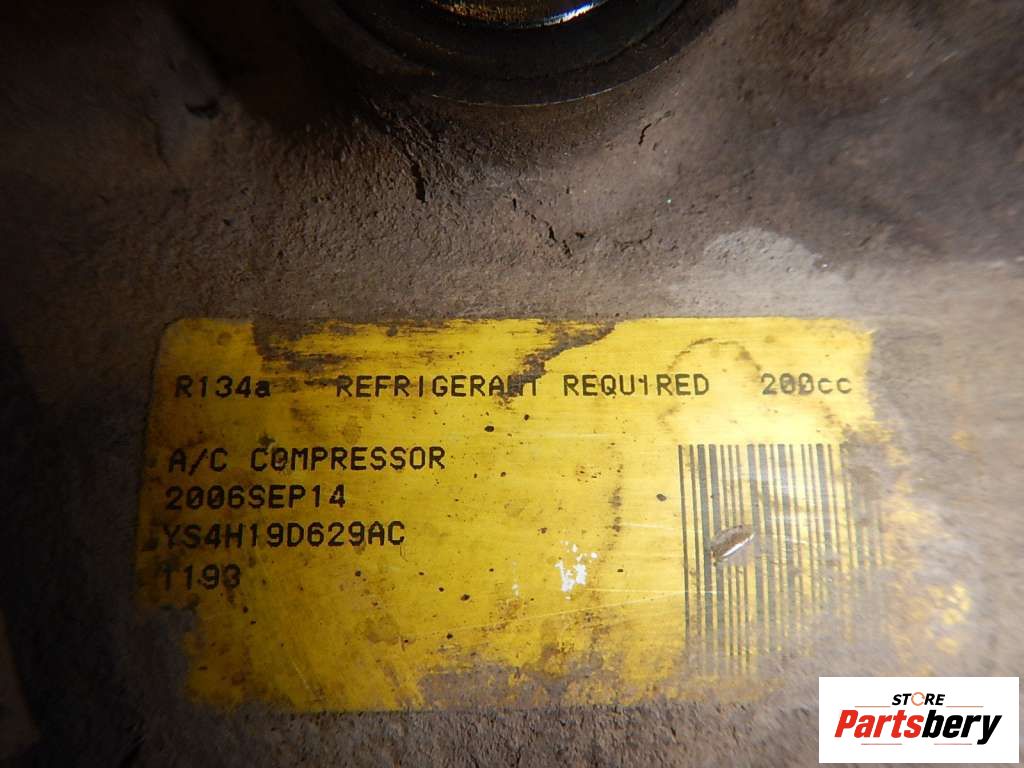 R134a REFRIGERANT REQUIRED 200cc
A/C COMPRESSOR
2006SEP14
YS4H19D629AC
T193
STORE
Partsbery